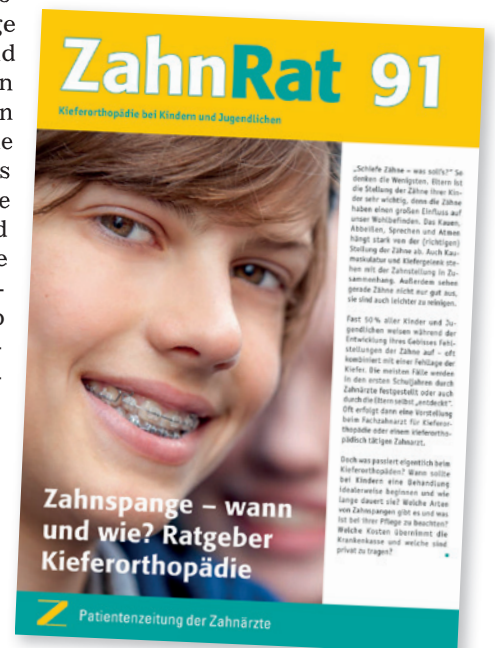 ge
d
n
n
e
s
e
d
e
-
o
ZahnRat 91
Kieferorthopädie bei Kindern und Jugendlichen
„Schiefe Zähne – was soll's?" So
denken die Wenigsten. Eltern ist
die Stellung der Zähne ihrer Kin-
der sehr wichtig, denn die Zähne
haben einen großen Einfluss auf
unser Wohlbefinden. Das Kauen,
Abbeißen, Sprechen und Atmen
hängt stark von der (richtigen)
Stellung der Zähne ab. Auch Kau-
muskulatur und Kiefergelenk ste-
hen mit der Zahnstellung in Zu-
sammenhang. Außerdem sehen
gerade Zähne nicht nur gut aus,
sie sind auch leichter zu reinigen.
Fast 50 % aller Kinder und Ju-
gendlichen weisen während der
Entwicklung ihres Gebisses Fehl-
stellungen der Zähne auf – oft
kombiniert mit einer Fehllage der
Kiefer. Die meisten Fälle werden
in den ersten Schuljahren durch
Zahnärzte festgestellt oder auch
durch die Eltern selbst „entdeckt".
Oft erfolgt dann eine Vorstellung
beim Fachzahnarzt für Kieferor-
thopädie oder einem kieferortho-
pädisch tätigen Zahnarzt.
Doch was passiert eigentlich beim
Kieferorthopäden? Wann sollte
bei Kindern eine Behandlung
idealerweise beginnen und wie
lange dauert sie? Welche Arten
von Zahnspangen gibt es und was
ist bei ihrer Pflege zu beachten?
Welche Kosten übernimmt die
Krankenkasse und welche sind
privat zu tragen?
Zahnspange – wann
und wie? Ratgeber
Kieferorthopädie
Patientenzeitung der Zahnärzte